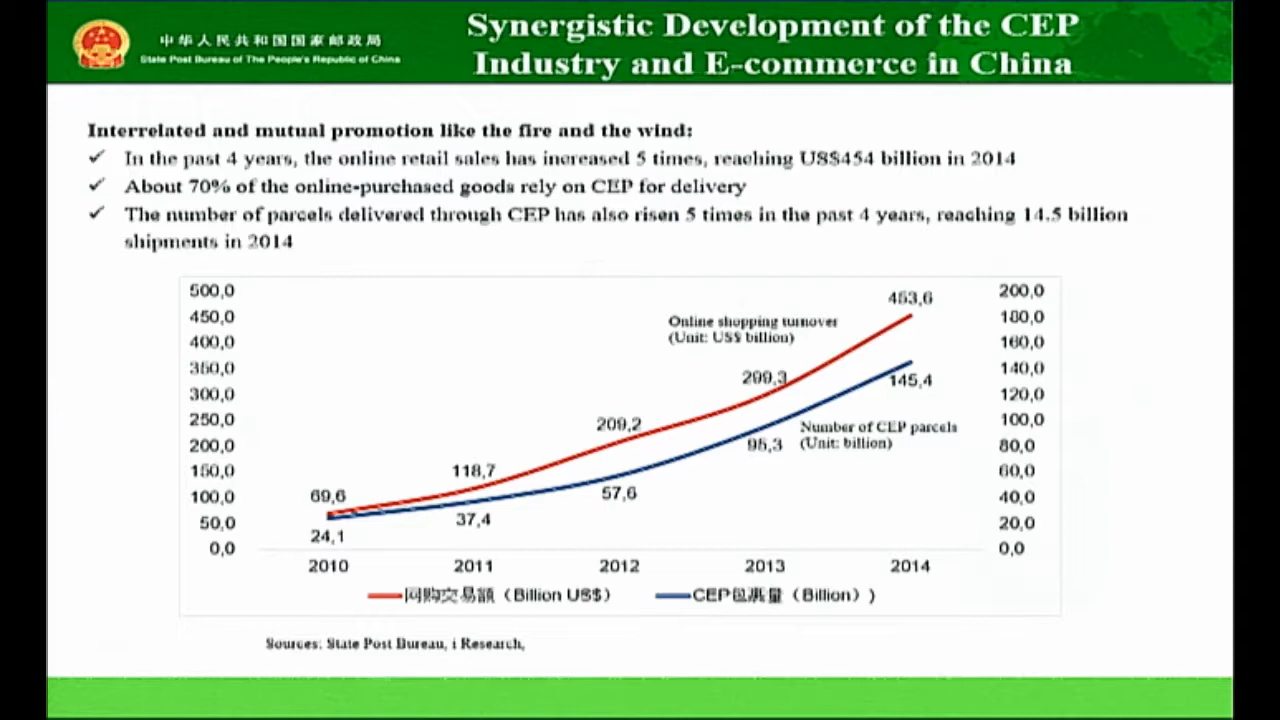 中华人民共和国国家邮政局
State Post Bureau of The People's Republic of China
Synergistic Development of the CEP
Industry and E-commerce in China
Interrelated and mutual promotion like the fire and the wind:
✓ In the past 4 years, the online retail sales has increased 5 times, reaching US$454 billion in 2014
✓ About 70% of the online-purchased goods rely on CEP for delivery
✓ The number of parcels delivered through CEP has also risen 5 times in the past 4 years, reaching 14.5 billion
shipments in 2014
500,0
450,0
400,0
350,0
300,0
250,0
200,0
150,0
100,0
50,0
0,0
200,0
180,0
160,0
140,0
120,0
100,0
80,0
60,0
40,0
20,0
0,0
Online shopping turnover
(Unit: US$ billion)
69,6
118,7
209,2
299,3
453,6
Number of CEP parcels
(Unit: billion)
24,1
37,4
57,6
95,3
145,4
2010 2011 2012 2013 2014
网购交易额（Billion US$） CEP包裹量（Billion））
Sources: State Post Bureau, i Research,